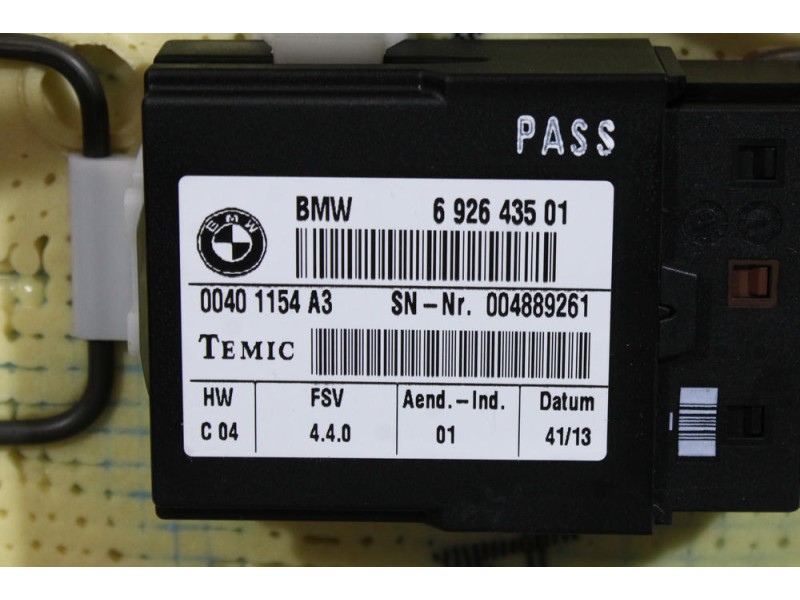 PASS
BMW 6 926 435 01
BMW
0040 1154 A3 SN-Nr. 004889261
TEMIC
HW FSV Aend.-Ind. Datum
C 04 4.4.0 01 41/13